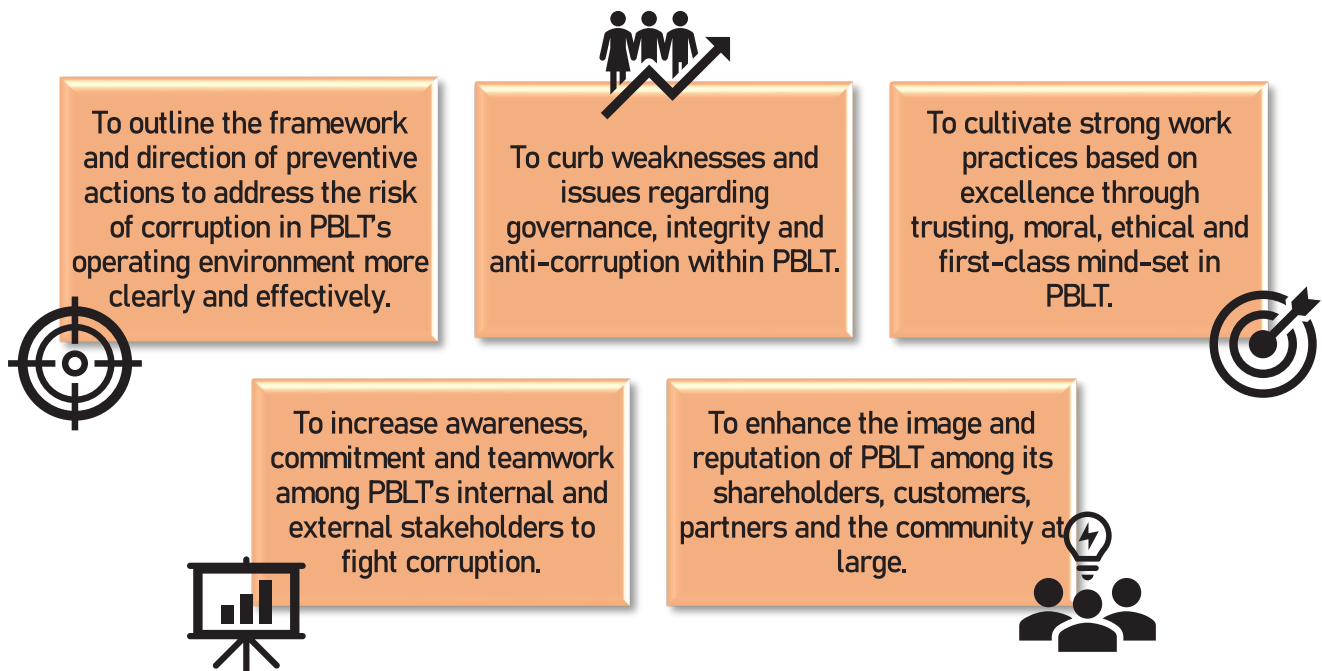 To outline the framework
and direction of preventive
actions to address the risk
of corruption in PBLT's
operating environment more
clearly and effectively.
To curb weaknesses and
issues regarding
governance, integrity and
anti-corruption within PBLT.
To cultivate strong work
practices based on
excellence through
trusting, moral, ethical and
first-class mind-set in
PBLT.
To increase awareness,
commitment and teamwork
among PBLT's internal and
external stakeholders to
fight corruption.
To enhance the image and
reputation of PBLT among its
shareholders, customers,
partners and the community at
large.